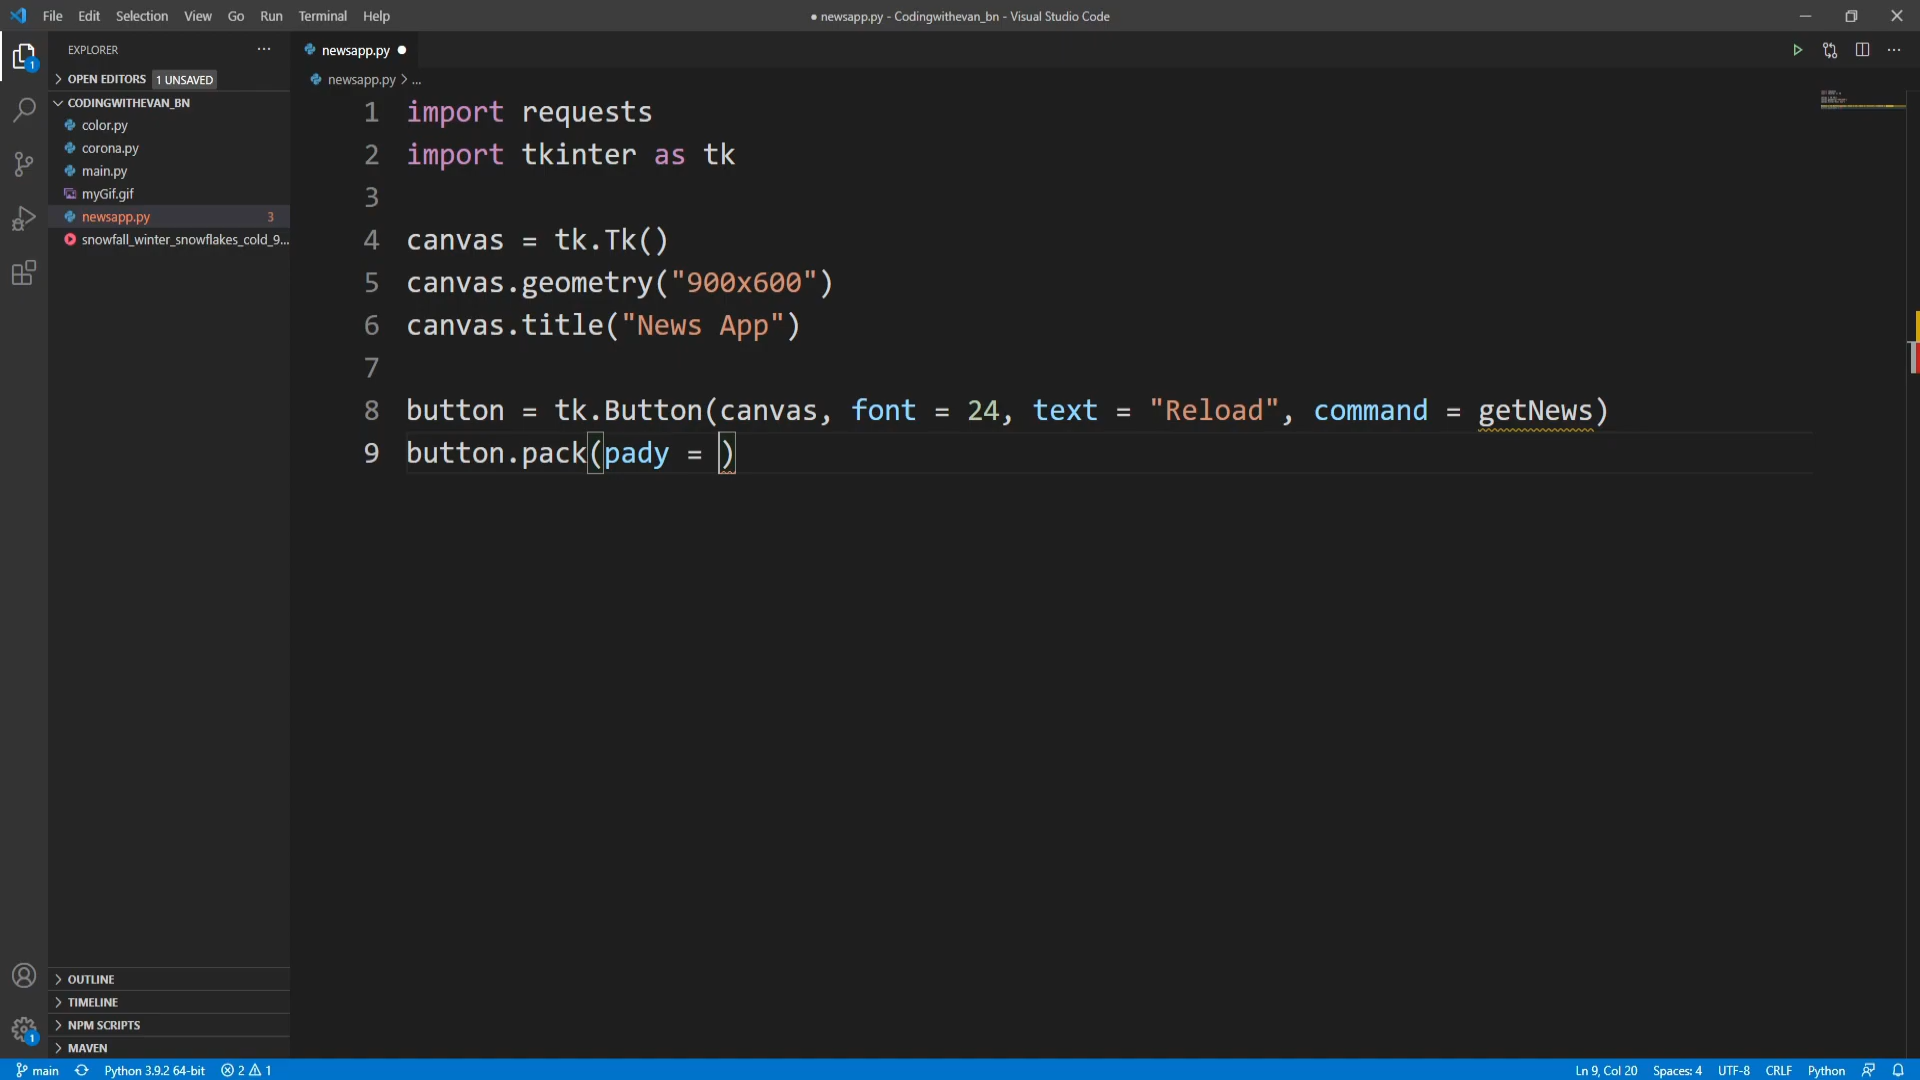 File Edit Selection View Go Run Terminal Help
● newsapp.py - Codingwithevan_bn - Visual Studio Code
EXPLORER
OPEN EDITORS 1 UNSAVED
CODINGWITHEVAN_BN
color.py
corona.py
main.py
myGif.gif
newsapp.py 3
snowfall_winter_snowflakes_cold_9...
OUTLINE
TIMELINE
NPM SCRIPTS
MAVEN
1
1
newsapp.py ●
newsapp.py > ...
1 import requests
2 import tkinter as tk
3
4 canvas = tk.Tk()
5 canvas.geometry("900x600")
6 canvas.title("News App")
7
8 button = tk.Button(canvas, font = 24, text = "Reload", command = getNews)
9 button.pack(pady = )
main Python 3.9.2 64-bit 2 1 Ln 9, Col 20 Spaces: 4 UTF-8 CRLF Python